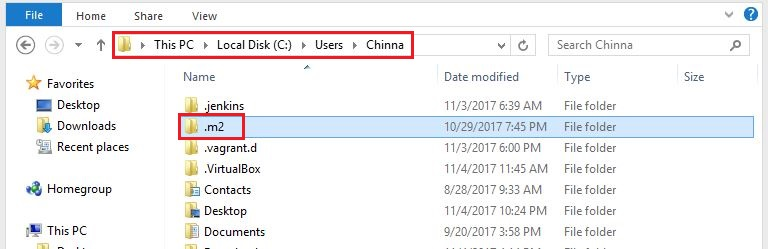 File Home Share View
This PC Local Disk (C:) Users Chinna Search Chinna
Favorites
Desktop
Downloads
Recent places
Homegroup
This PC
Name Date modified Type Size
.jenkins 11/3/2017 6:39 AM File folder
.m2 10/29/2017 7:45 PM File folder
.vagrant.d 11/3/2017 6:00 PM File folder
.VirtualBox 11/4/2017 11:45 AM File folder
Contacts 8/28/2017 9:33 AM File folder
Desktop 11/4/2017 10:24 PM File folder
Documents 9/20/2017 3:58 PM File folder